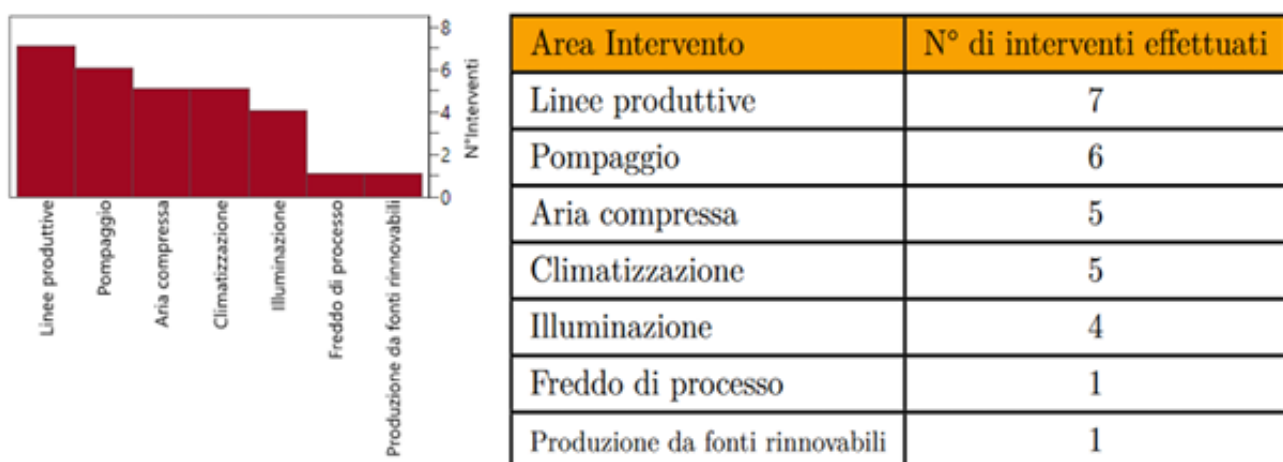 8
6
4
2
0
N°Interventi
Linee produttive
Pompaggio
Aria compressa
Climatizzazione
Illuminazione
Freddo di processo
Produzione da fonti rinnovabili
Area Intervento N° di interventi effettuati
Linee produttive 7
Pompaggio 6
Aria compressa 5
Climatizzazione 5
Illuminazione 4
Freddo di processo 1
Produzione da fonti rinnovabili 1